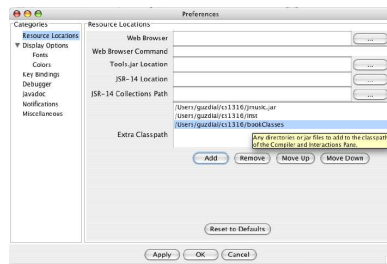 Preferences
Categories
Resource Locations
Display Options
Fonts
Colors
Key Bindings
Debugger
Javadoc
Notifications
Miscellaneous
Resource Locations
Web Browser
...
Web Browser Command
Tools.jar Location
...
JSR-14 Location
...
JSR-14 Collections Path
...
Extra Classpath
/Users/guzdial/cs1316/jmusic.jar
/Users/guzdial/cs1316/inst
/Users/guzdial/cs1316/bookClasses
Any directories or jar files to add to the classpath
of the Compiler and Interactions Pane.
Add Remove Move Up Move Down
Reset to Defaults
Apply OK Cancel